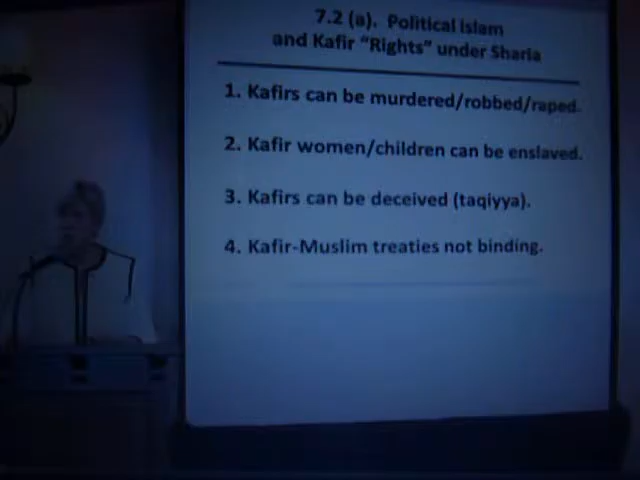 7.2 (a). Political Islam
and Kafir “Rights” under Sharia
1. Kafirs can be murdered/robbed/raped.
2. Kafir women/children can be enslaved.
3. Kafirs can be deceived (taqiyya).
4. Kafir-Muslim treaties not binding.